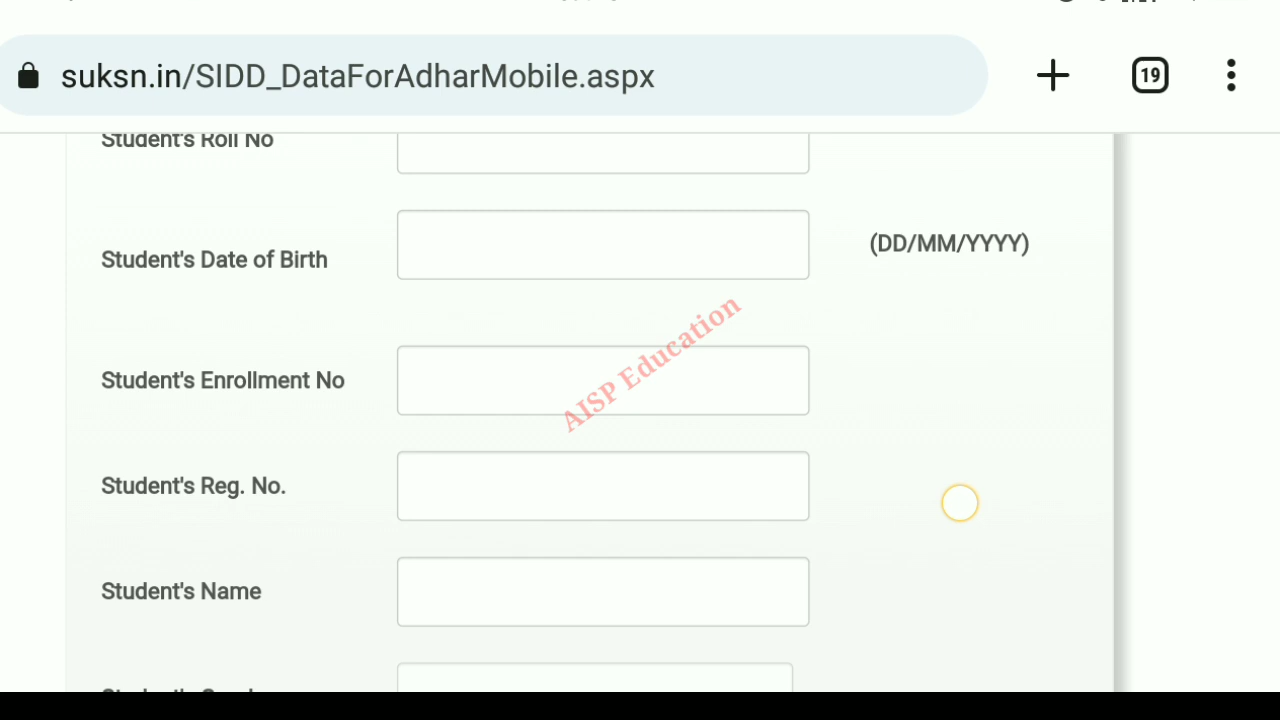 suksn.in/SIDD_DataForAdharMobile.aspx
19
Student's Roll No
Student's Date of Birth
(DD/MM/YYYY)
AISP Education
Student's Enrollment No
Student's Reg. No.
Student's Name
Student's